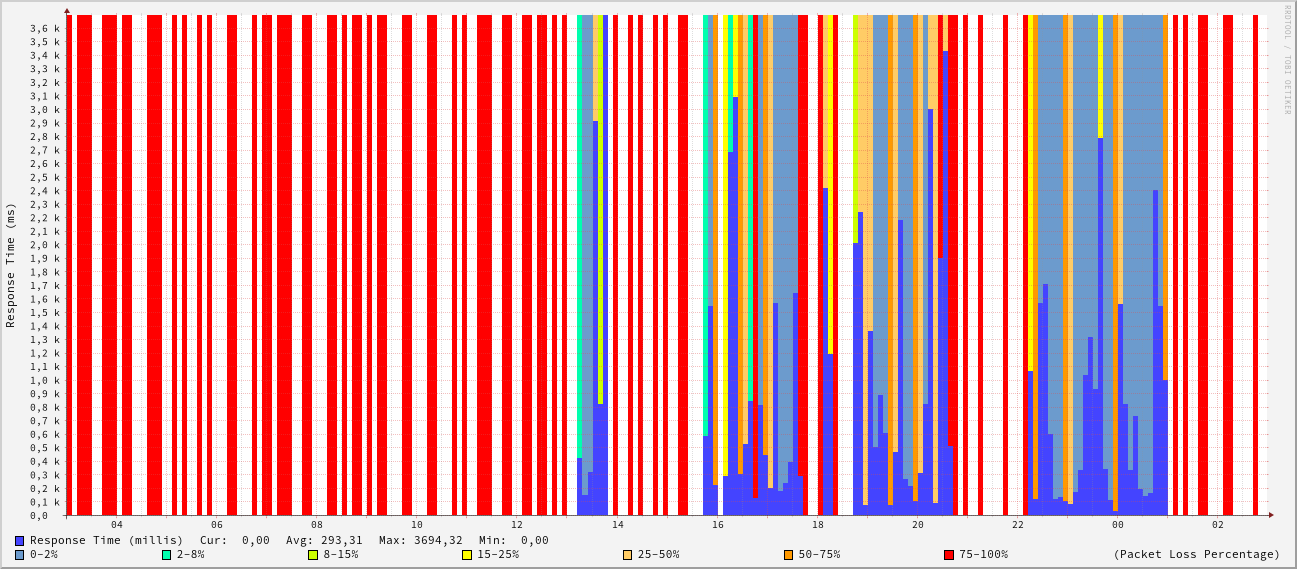 RRDTOOL / TOBI OETIKER
Response Time (ms)
3,6 k
3,5 k
3,4 k
3,3 k
3,2 k
3,1 k
3,0 k
2,9 k
2,8 k
2,7 k
2,6 k
2,5 k
2,4 k
2,3 k
2,2 k
2,1 k
2,0 k
1,9 k
1,8 k
1,7 k
1,6 k
1,5 k
1,4 k
1,3 k
1,2 k
1,1 k
1,0 k
0,9 k
0,8 k
0,7 k
0,6 k
0,5 k
0,4 k
0,3 k
0,2 k
0,1 k
0,0
04 06 08 10 12 14 16 18 20 22 00 02
Response Time (millis) Cur: 0,00 Avg: 293,31 Max: 3694,32 Min: 0,00
0-2% 2-8% 8-15% 15-25% 25-50% 50-75% 75-100% (Packet Loss Percentage)